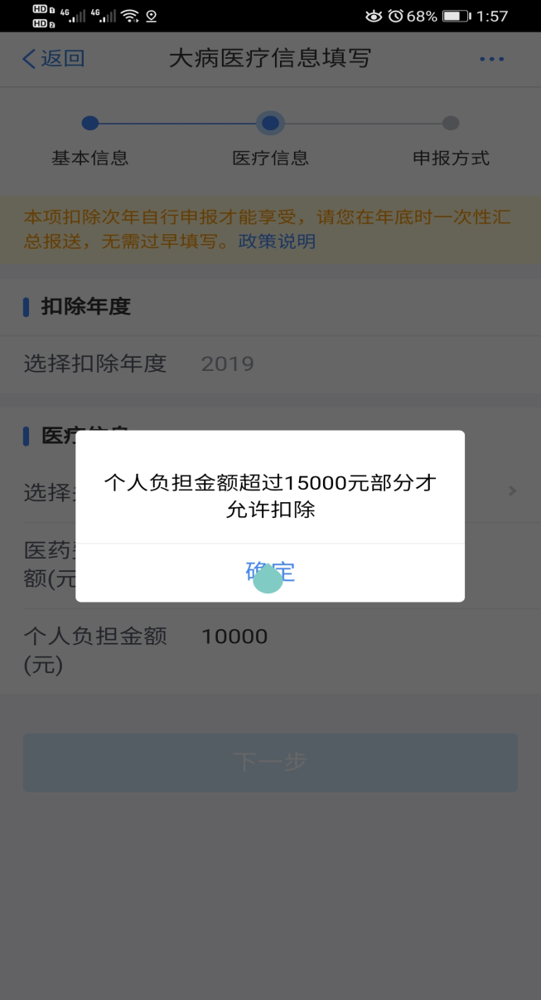 HD 1 4G 4G 68% 1:57
HD 2
返回 大病医疗信息填写
基本信息 医疗信息 申报方式
本项扣除次年自行申报才能享受，请您在年底时一次性汇
总报送，无需过早填写。政策说明
扣除年度
选择扣除年度 2019
医疗信息
选择
个人负担金额超过15000元部分才
允许扣除
医药
额(元
确定
个人负担金额 10000
(元)
下一步